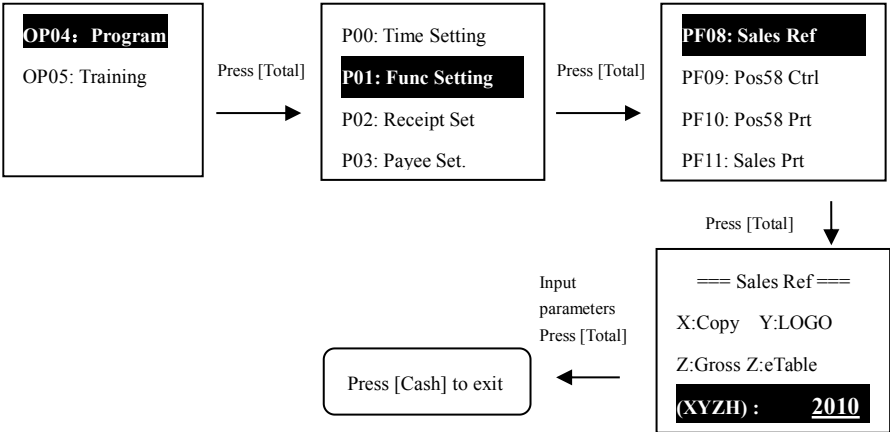 OP04：Program
OP05: Training
Press [Total]
P00: Time Setting
P01: Func Setting
P02: Receipt Set
P03: Payee Set.
Press [Total]
PF08: Sales Ref
PF09: Pos58 Ctrl
PF10: Pos58 Prt
PF11: Sales Prt
Press [Total]
=== Sales Ref ===
X:Copy Y:LOGO
Z:Gross Z:eTable
(XYZH) : 2010
Input
parameters
Press [Total]
Press [Cash] to exit